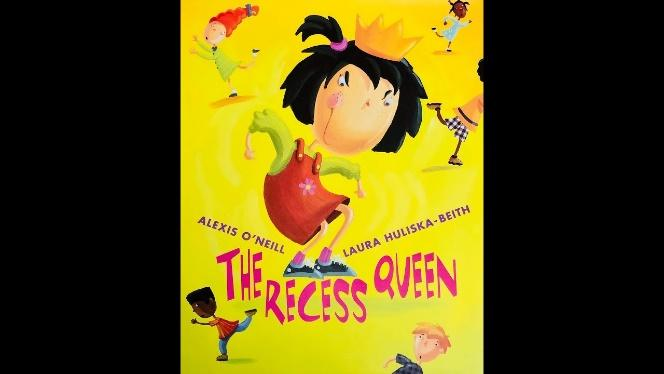 ALEXIS O'NEILL
LAURA HULISKA-BEITH
THE
RECESS
QUEEN